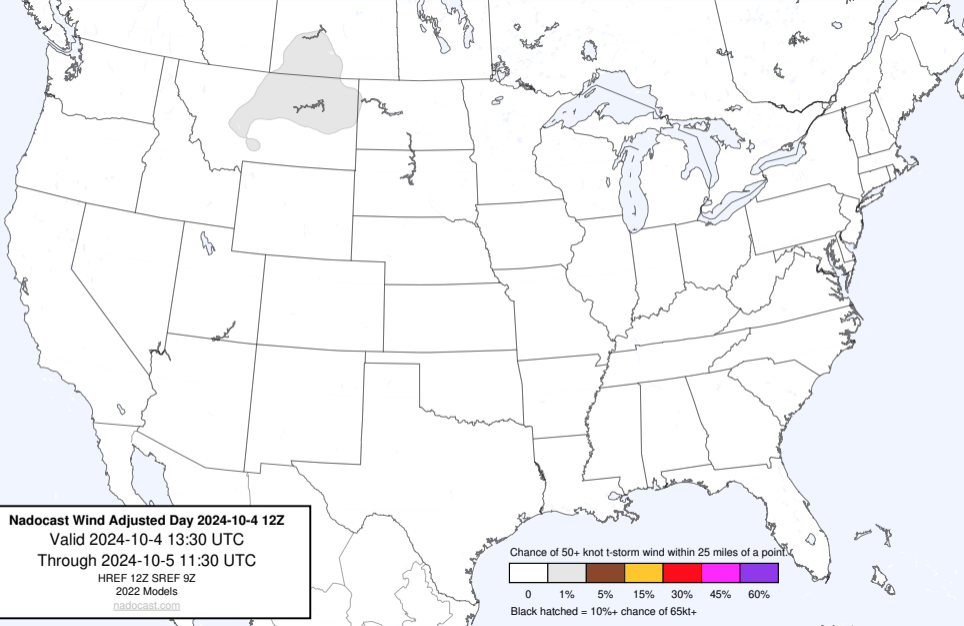 Nadocast Wind Adjusted Day 2024-10-4 12Z
Valid 2024-10-4 13:30 UTC
Through 2024-10-5 11:30 UTC
HREF 12Z SREF 9Z
2022 Models
nadocast.com
Chance of 50+ knot t-storm wind within 25 miles of a point.
0 1% 5% 15% 30% 45% 60%
Black hatched = 10%+ chance of 65kt+